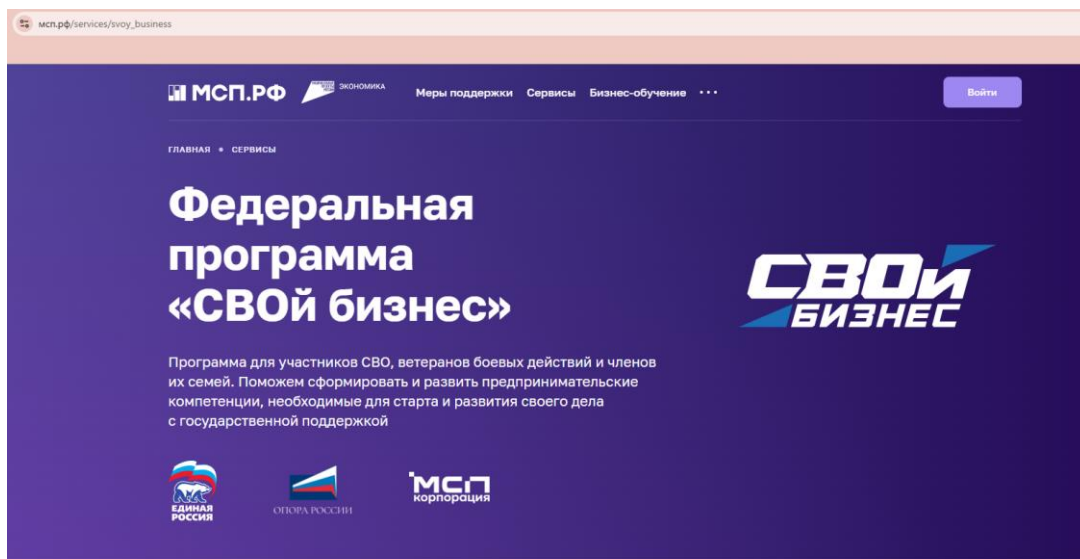 мсп.рф/services/svoy_business
МСП.РФ
ЭКОНОМИКА
Меры поддержки Сервисы Бизнес-обучение ···
Войти
ГЛАВНАЯ • СЕРВИСЫ
Федеральная
программа
«СВОй бизнес»
СВОй
БИЗНЕС
Программа для участников СВО, ветеранов боевых действий и членов
их семей. Поможем сформировать и развить предпринимательские
компетенции, необходимые для старта и развития своего дела
с государственной поддержкой
ЕДИНАЯ
РОССИЯ
ОПОРА РОССИИ
МСП
корпорация